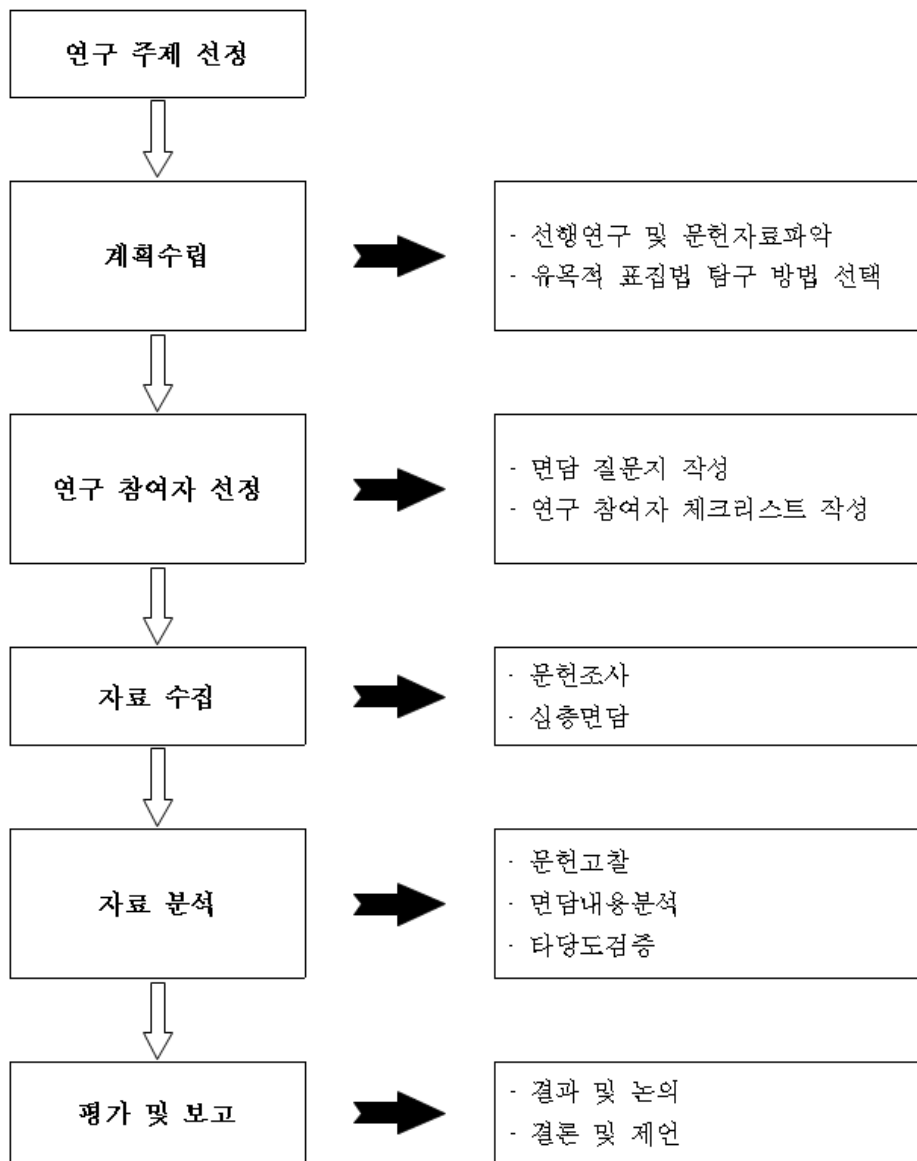 연구 주제 선정
계획수립
· 선행연구 및 문헌자료파악
· 유목적 표집법 탐구 방법 선택
연구 참여자 선정
· 면담 질문지 작성
· 연구 참여자 체크리스트 작성
자료 수집
· 문헌조사
· 심층면담
자료 분석
· 문헌고찰
· 면담내용분석
· 타당도검증
평가 및 보고
· 결과 및 논의
· 결론 및 제언